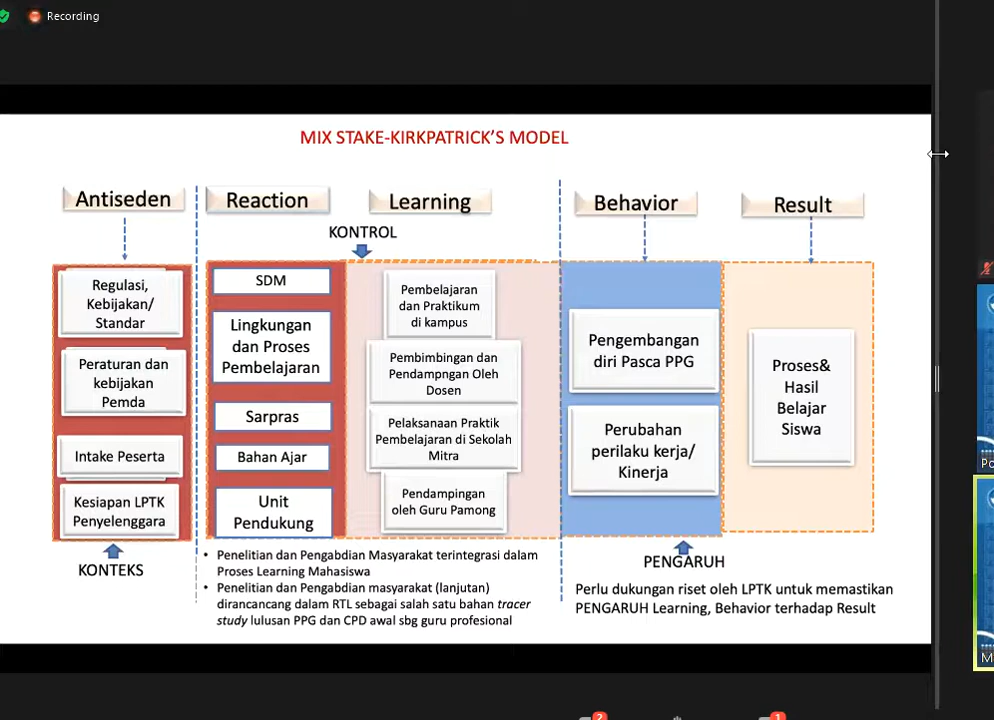 Recording
MIX STAKE-KIRKPATRICK'S MODEL
Antiseden
Reaction
Learning
Behavior
Result
KONTROL
Regulasi,
Kebijakan/
Standar
Peraturan dan
kebijakan
Pemda
Intake Peserta
Kesiapan LPTK
Penyelenggara
KONTEKS
SDM
Lingkungan
dan Proses
Pembelajaran
Sarpras
Bahan Ajar
Unit
Pendukung
Pembelajaran
dan Praktikum
di kampus
Pembimbingan dan
Pendampngan Oleh
Dosen
Pelaksanaan Praktik
Pembelajaran di Sekolah
Mitra
Pendampingan
oleh Guru Pamong
Pengembangan
diri Pasca PPG
Perubahan
perilaku kerja/
Kinerja
Proses&
Hasil
Belajar
Siswa
• Penelitian dan Pengabdian Masyarakat terintegrasi dalam
Proses Learning Mahasiswa
• Penelitian dan Pengabdian masyarakat (lanjutan)
dirancancang dalam RTL sebagai salah satu bahan tracer
study lulusan PPG dan CPD awal sbg guru profesional
PENGARUH
Perlu dukungan riset oleh LPTK untuk memastikan
PENGARUH Learning, Behavior terhadap Result
Po
M
2
1